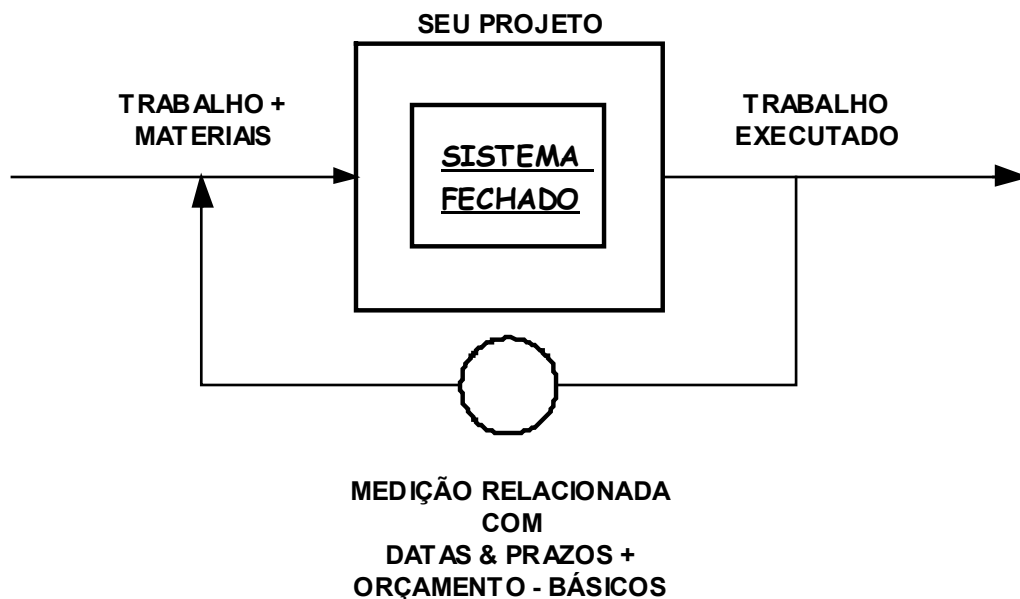 SEU PROJETO
TRABALHO +
MATERIAIS
SISTEMA
FECHADO
TRABALHO
EXECUTADO
MEDIÇÃO RELACIONADA
COM
DATAS & PRAZOS +
ORÇAMENTO - BÁSICOS